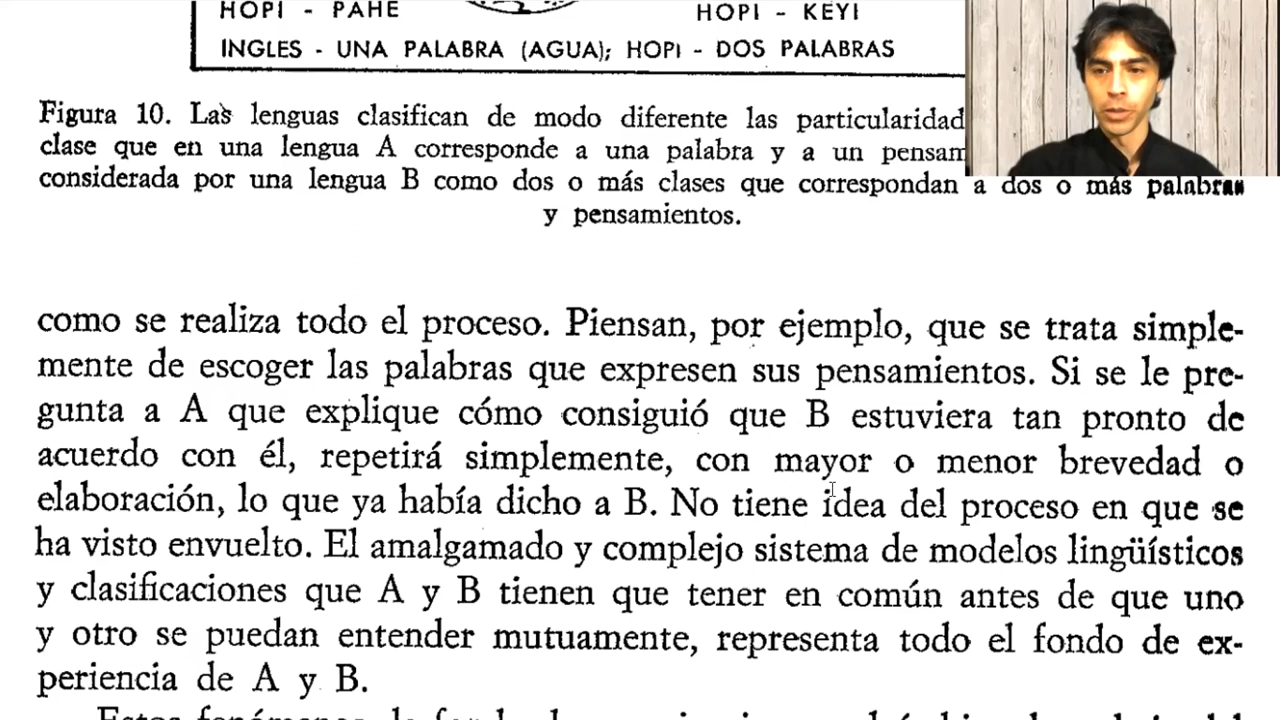 HOPI - PAHE HOPI - KEYI
INGLES - UNA PALABRA (AGUA); HOPI - DOS PALABRAS
Figura 10. Las lenguas clasifican de modo diferente las particularidad
clase que en una lengua A corresponde a una palabra y a un pensam
considerada por una lengua B como dos o más clases que correspondan a dos o más palabras
y pensamientos.
como se realiza todo el proceso. Piensan, por ejemplo, que se trata simple-
mente de escoger las palabras que expresen sus pensamientos. Si se le pre-
gunta a A que explique cómo consiguió que B estuviera tan pronto de
acuerdo con él, repetirá simplemente, con mayor o menor brevedad o
elaboración, lo que ya había dicho a B. No tiene idea del proceso en que se
ha visto envuelto. El amalgamado y complejo sistema de modelos lingüísticos
y clasificaciones que A y B tienen que tener en común antes de que uno
y otro se puedan entender mutuamente, representa todo el fondo de ex-
periencia de A y B.